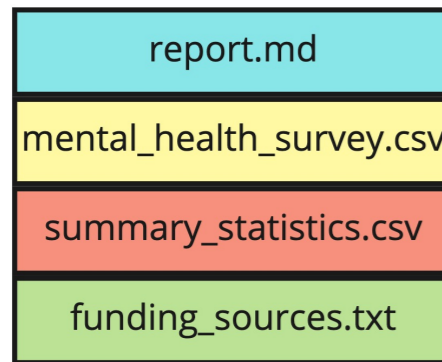 report.md
mental_health_survey.csv
summary_statistics.csv
funding_sources.txt